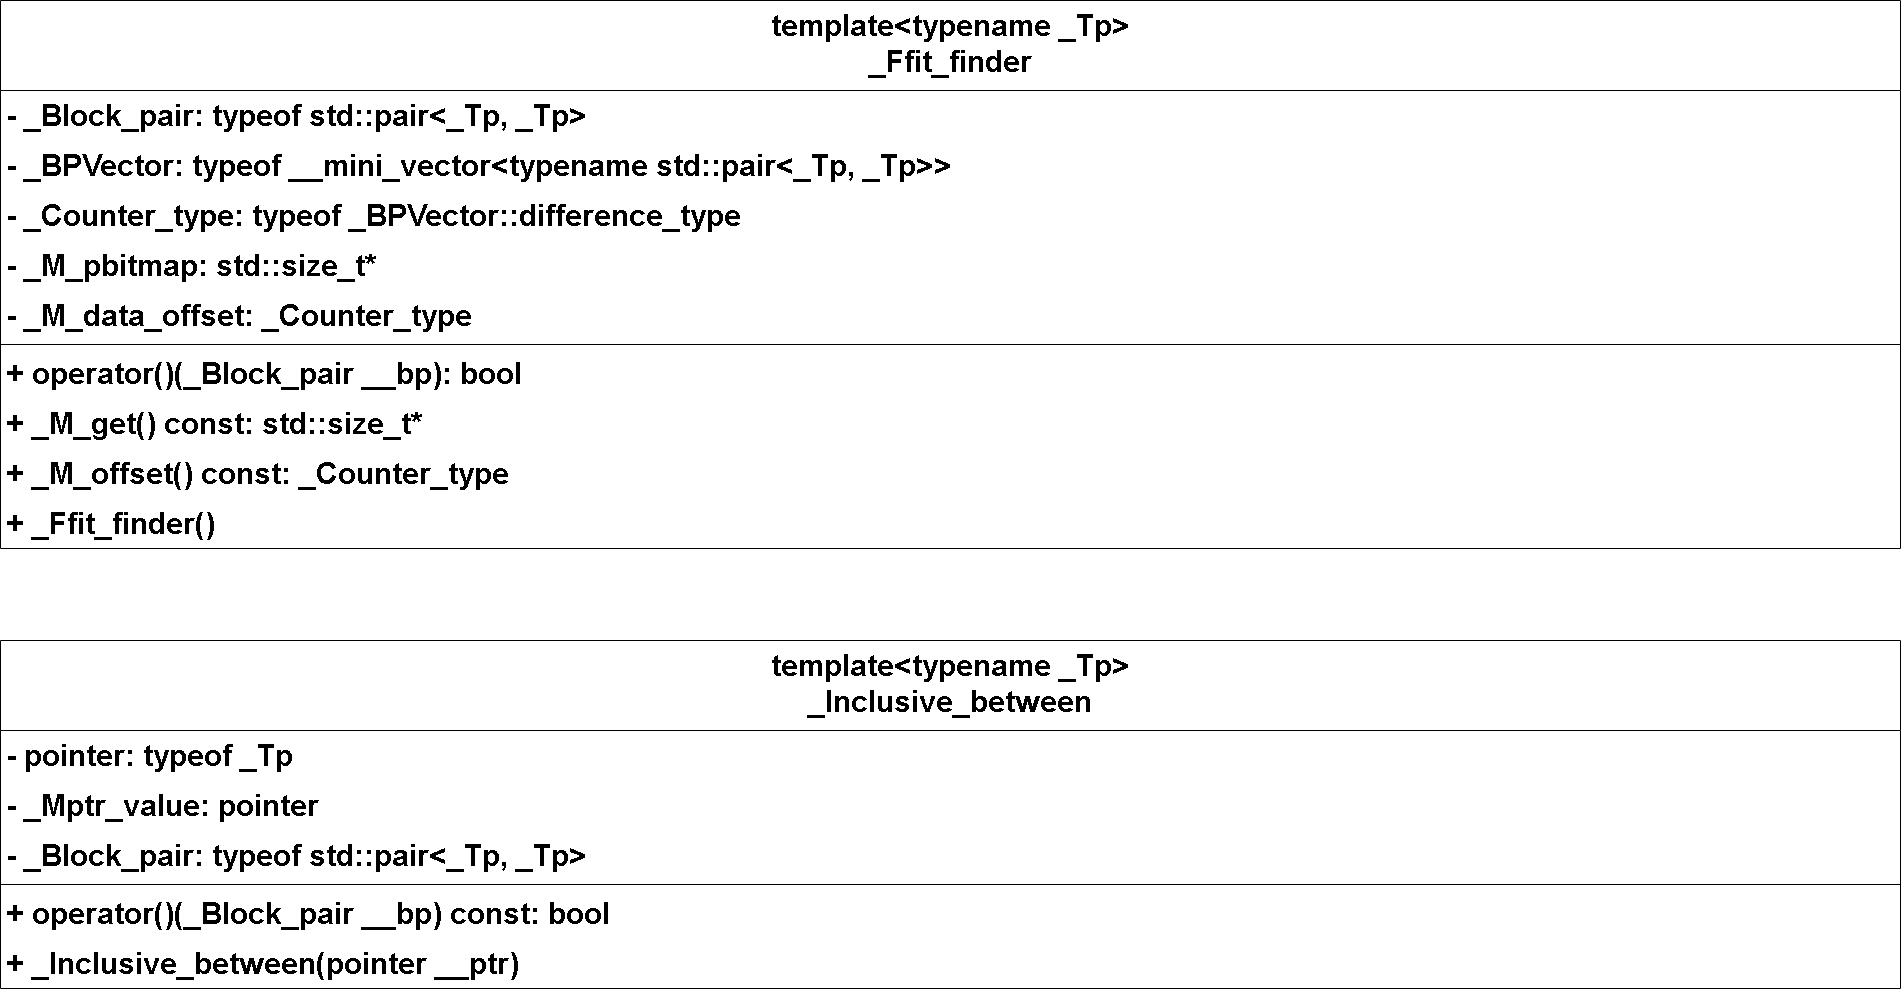 template<typename _Tp>
_Ffit_finder
- _Block_pair: typeof std::pair<_Tp, _Tp>
- _BPVector: typeof __mini_vector<typename std::pair<_Tp, _Tp>>
- _Counter_type: typeof _BPVector::difference_type
- _M_pbitmap: std::size_t*
- _M_data_offset: _Counter_type
+ operator()(_Block_pair __bp): bool
+ _M_get() const: std::size_t*
+ _M_offset() const: _Counter_type
+ _Ffit_finder()
template<typename _Tp>
_Inclusive_between
- pointer: typeof _Tp
- _Mptr_value: pointer
- _Block_pair: typeof std::pair<_Tp, _Tp>
+ operator()(_Block_pair __bp) const: bool
+ _Inclusive_between(pointer __ptr)